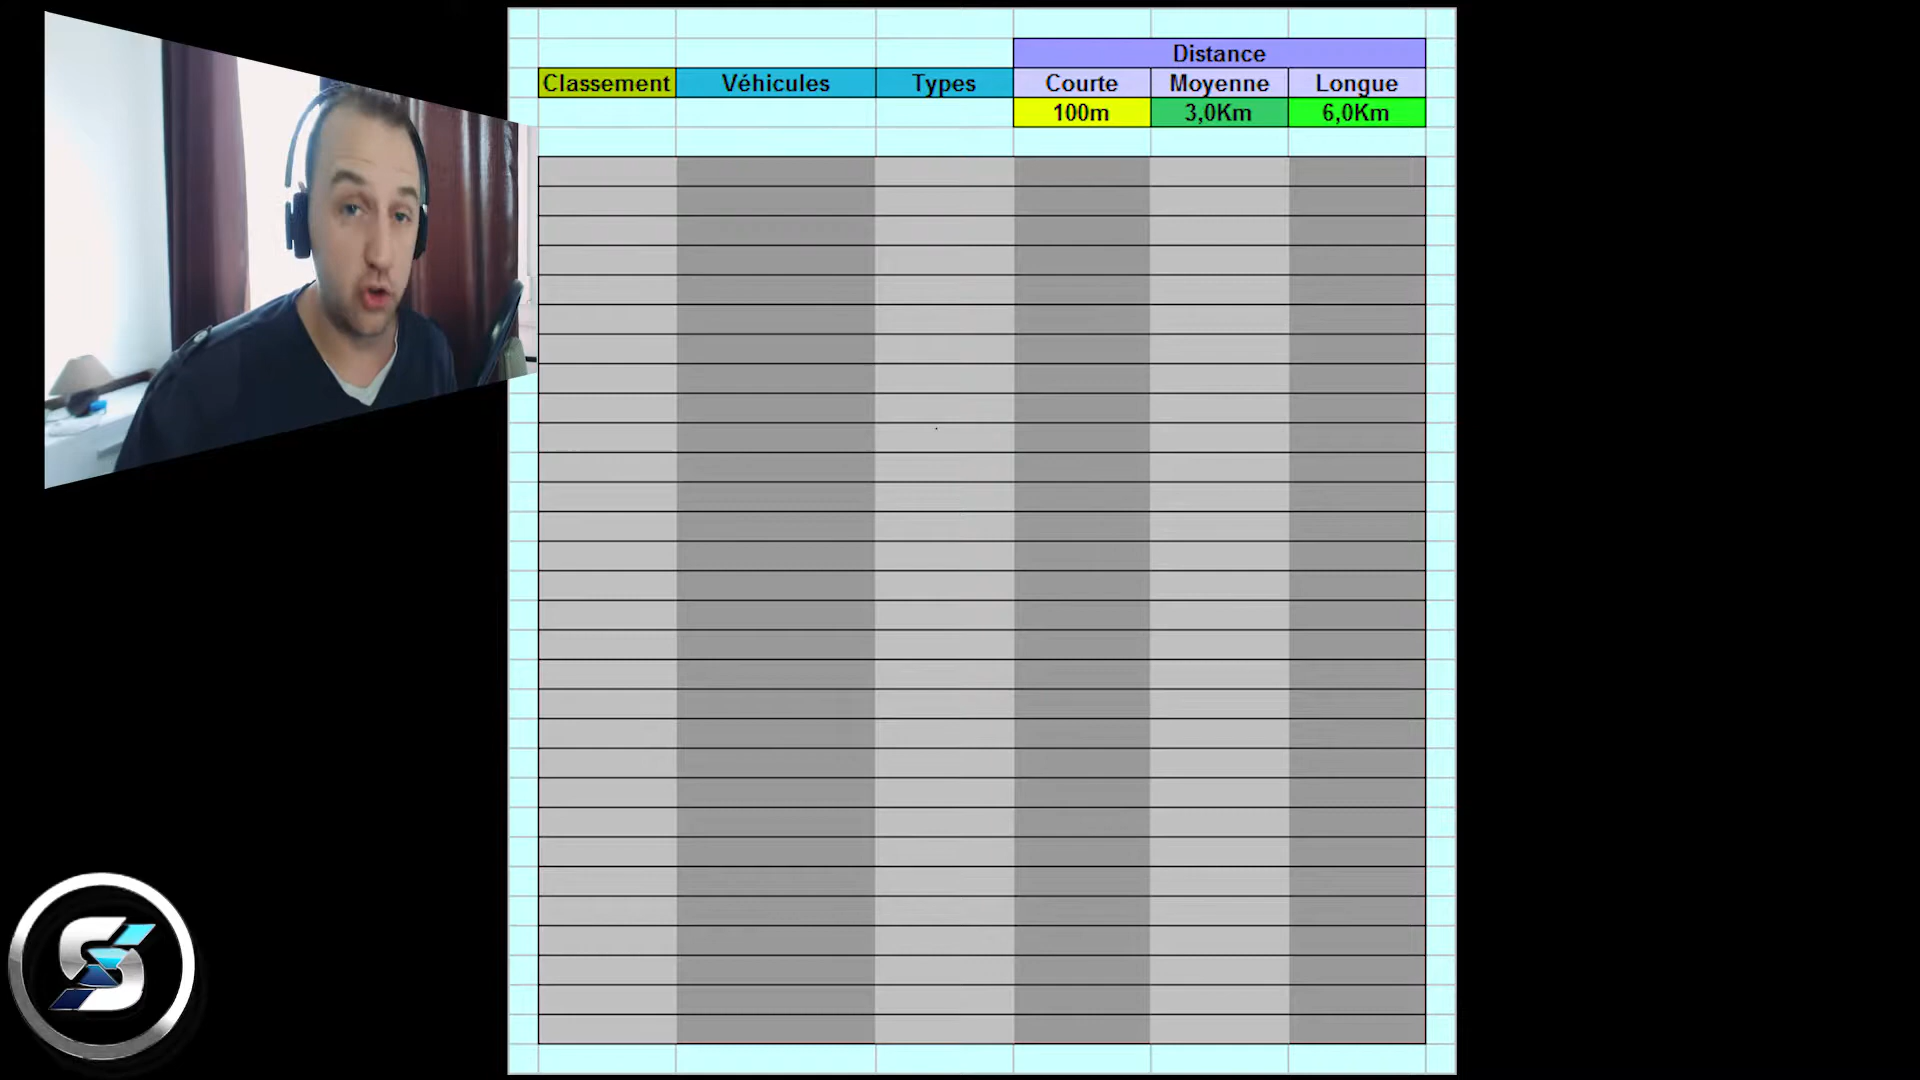 Distance
Classement Véhicules Types Courte Moyenne Longue
100m 3,0Km 6,0Km